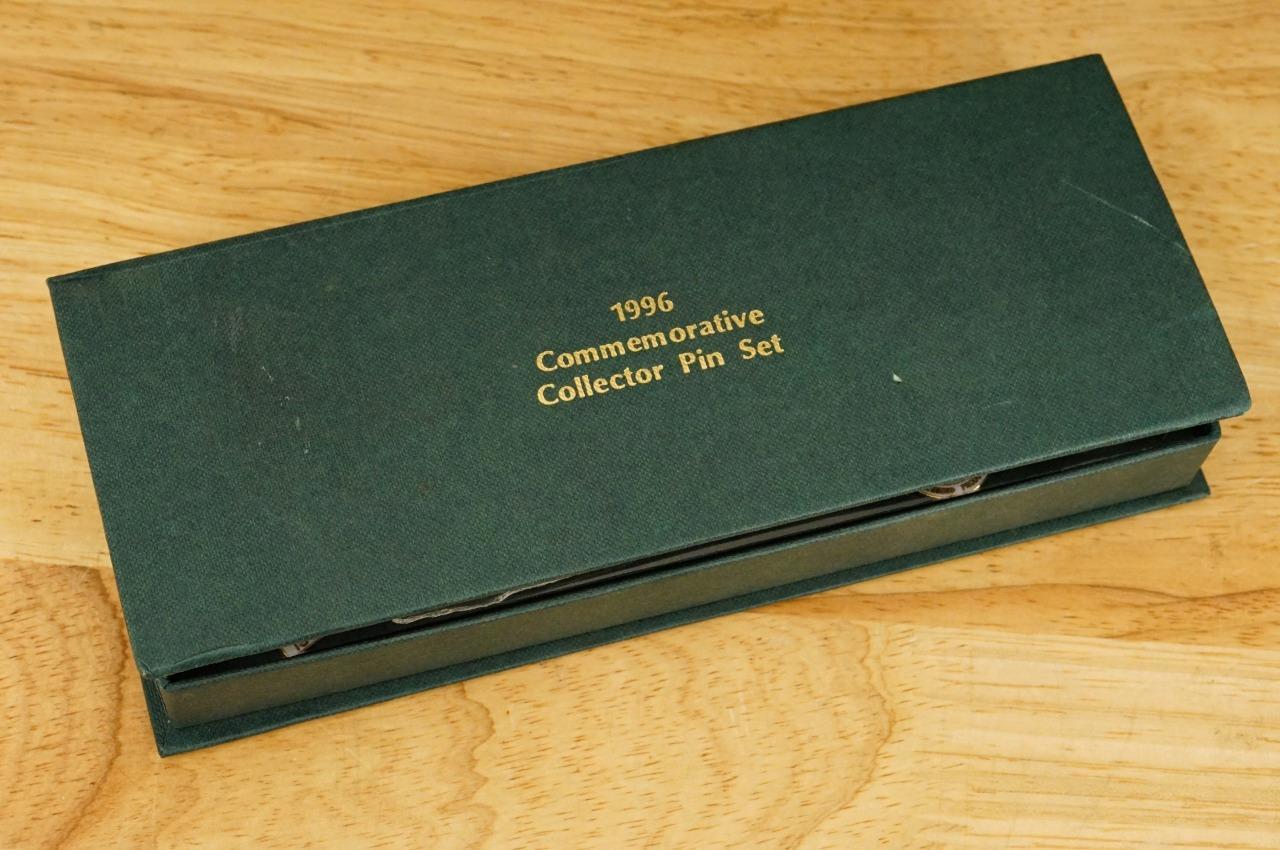 1996
Commemorative
Collector Pin Set